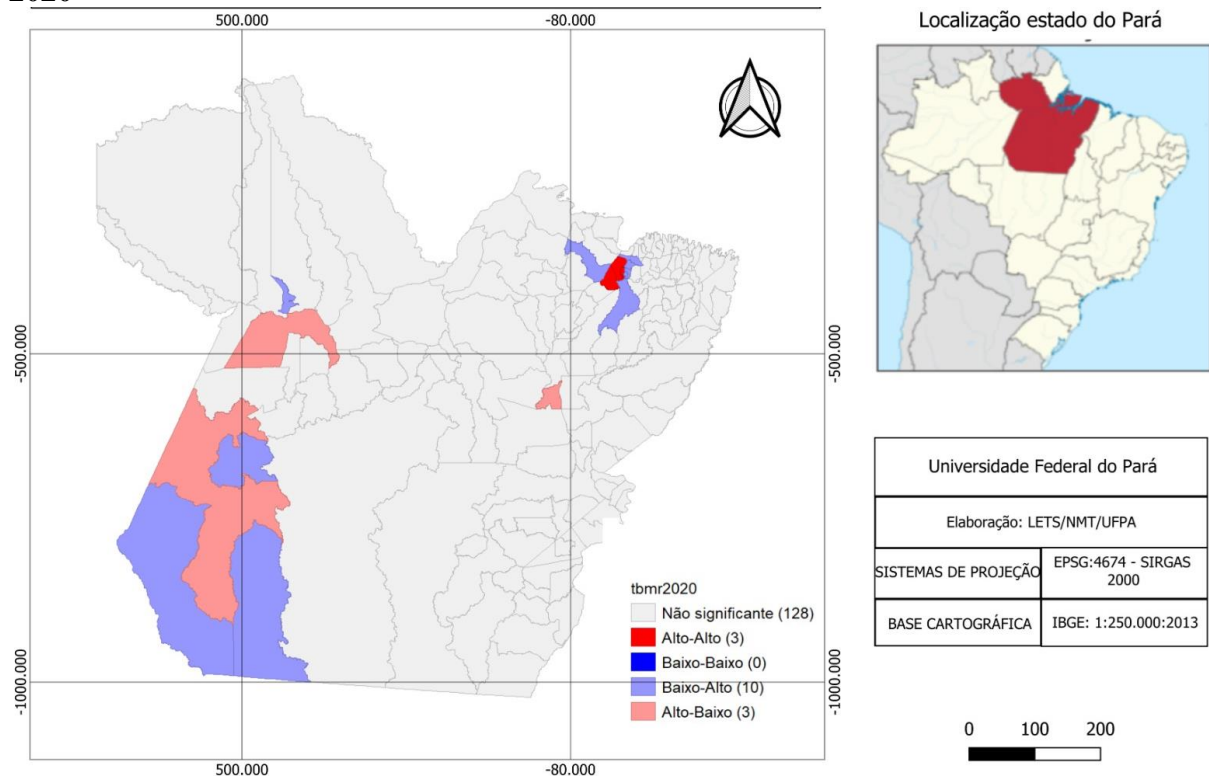 2020
500.000
-80.000
Localização estado do Pará
-500.000
-500.000
-1000.000
-1000.000
tbmr2020
Não significante (128)
Alto-Alto (3)
Baixo-Baixo (0)
Baixo-Alto (10)
Alto-Baixo (3)
500.000
-80.000
Universidade Federal do Pará
Elaboração: LETS/NMT/UFPA
SISTEMAS DE PROJEÇÃO
EPSG:4674 - SIRGAS
2000
BASE CARTOGRÁFICA
IBGE: 1:250.000:2013
0 100 200